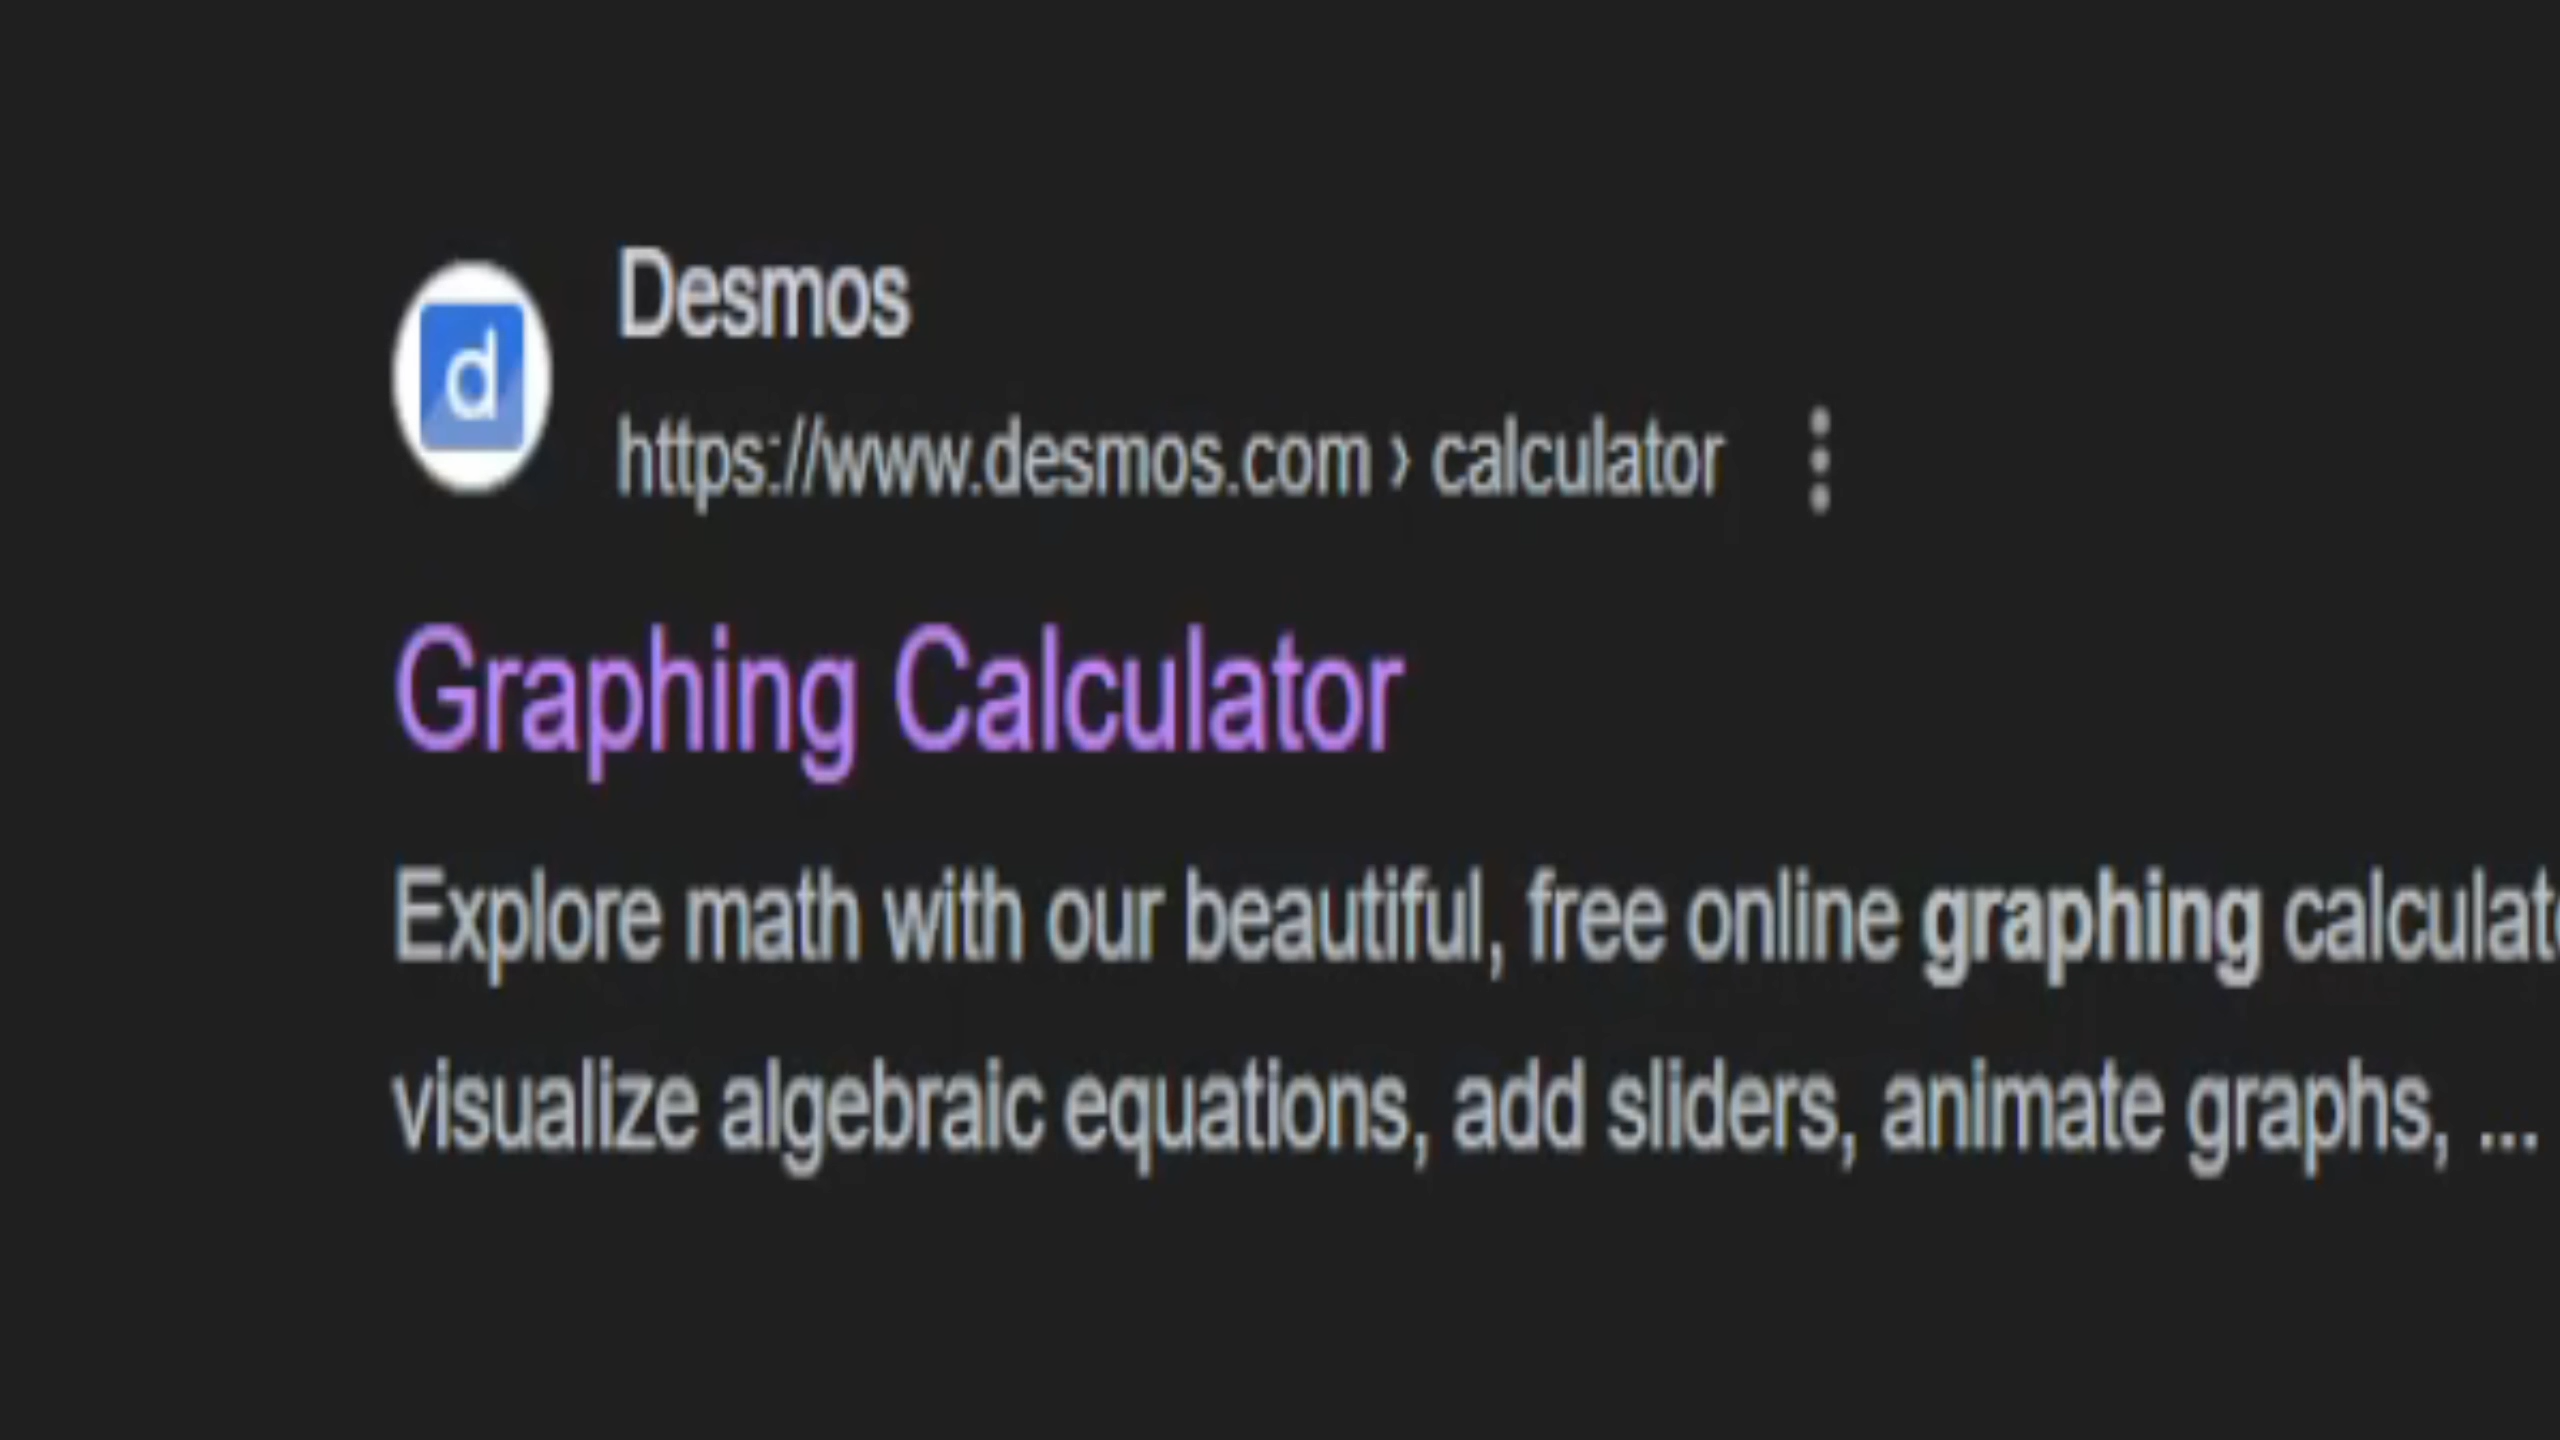 d
Desmos
https://www.desmos.com › calculator
Graphing Calculator
Explore math with our beautiful, free online graphing
visualize algebraic equations, add sliders, animate graphs, ...